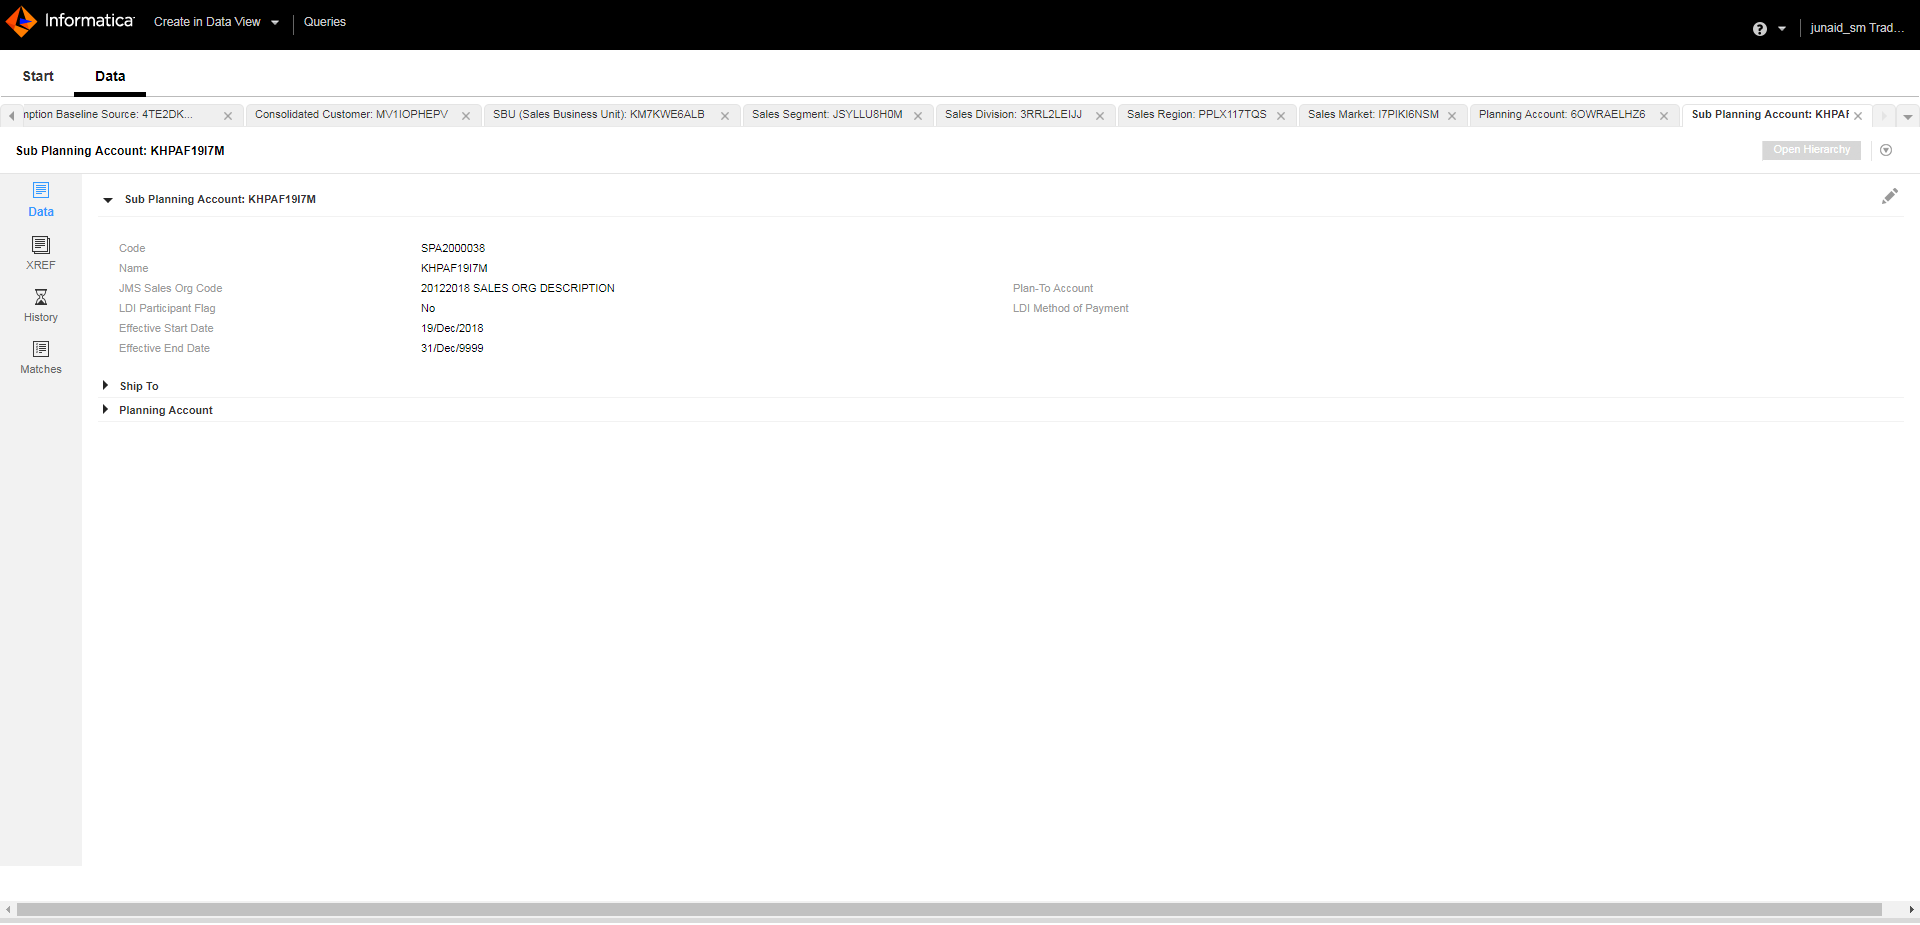 Informatica Create in Data View Queries junaid_sm Trad...
Start Data
nption Baseline Source: 4TE2DK... Consolidated Customer: MV1IOPHEPV SBU (Sales Business Unit): KM7KWE6ALB Sales Segment: JSYLLU8H0M Sales Division: 3RRL2LEIJJ Sales Region: PPLX117TQS Sales Market: I7PIKI6NSM Planning Account: 6OWRAELHZ6 Sub Planning Account: KHPAF
Sub Planning Account: KHPAF19I7M Open Hierarchy
Data
XREF
History
Matches
Sub Planning Account: KHPAF19I7M
Code SPA2000038
Name KHPAF19I7M
JMS Sales Org Code 20122018 SALES ORG DESCRIPTION Plan-To Account
LDI Participant Flag No LDI Method of Payment
Effective Start Date 19/Dec/2018
Effective End Date 31/Dec/9999
Ship To
Planning Account